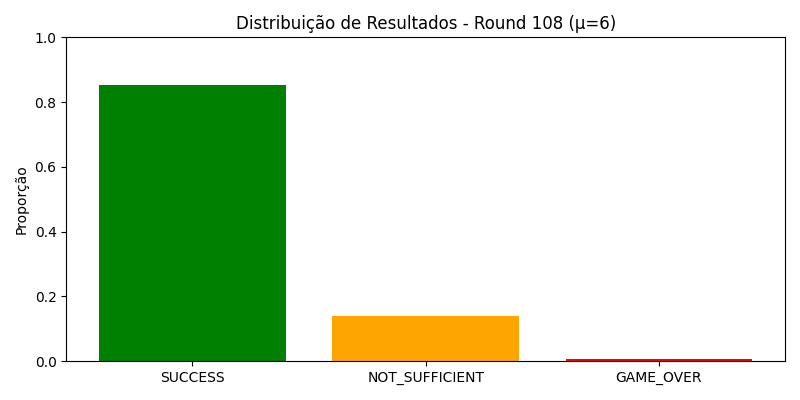 Distribuição de Resultados - Round 108 (μ=6)
Proporção
1.0
0.8
0.6
0.4
0.2
0.0
SUCCESS
NOT_SUFFICIENT
GAME_OVER